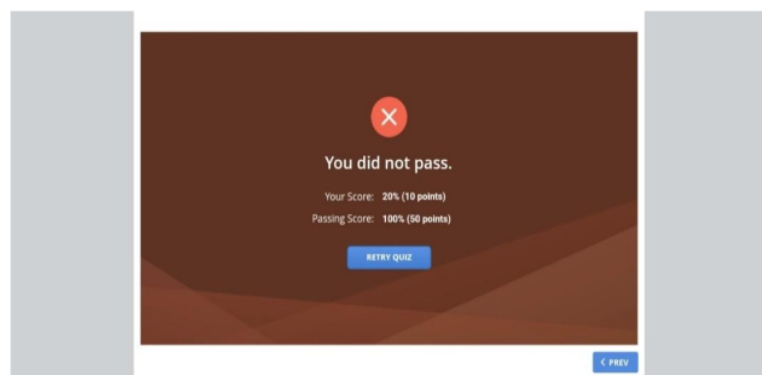 You did not pass.
Your Score: 20% (10 points)
Passing Score: 100% (50 points)
RETRY QUIZ
< PREV